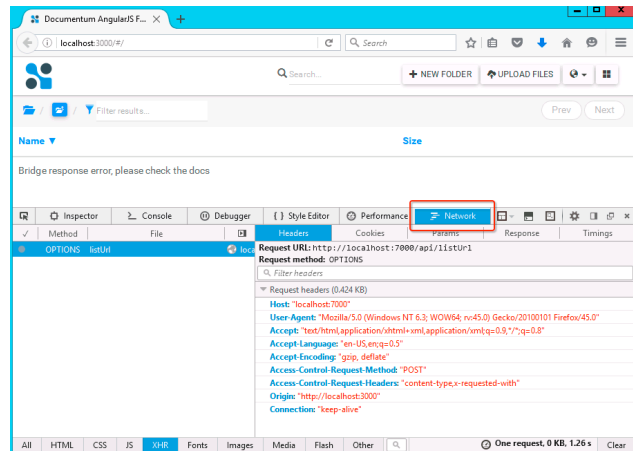 Documentum AngularJS F... × +
localhost:3000/#/ Search
Search... + NEW FOLDER UPLOAD FILES
/ / Filter results... Prev Next
Name ▼ Size
Bridge response error, please check the docs
Inspector Console Debugger { } Style Editor Performance Network
✓ Method File Headers Cookies Params Response Timings
OPTIONS listUrl loca
Request URL: http://localhost:7000/api/listUrl
Request method: OPTIONS
Filter headers
Request headers (0.424 KB)
Host: "localhost:7000"
User-Agent: "Mozilla/5.0 (Windows NT 6.3; WOW64; rv:45.0) Gecko/20100101 Firefox/45.0"
Accept: "text/html,application/xhtml+xml,application/xml;q=0.9,*/*;q=0.8"
Accept-Language: "en-US,en;q=0.5"
Accept-Encoding: "gzip, deflate"
Access-Control-Request-Method: "POST"
Access-Control-Request-Headers: "content-type,x-requested-with"
Origin: "http://localhost:3000"
Connection: "keep-alive"
All HTML CSS JS XHR Fonts Images Media Flash Other One request, 0 KB, 1.26 s Clear